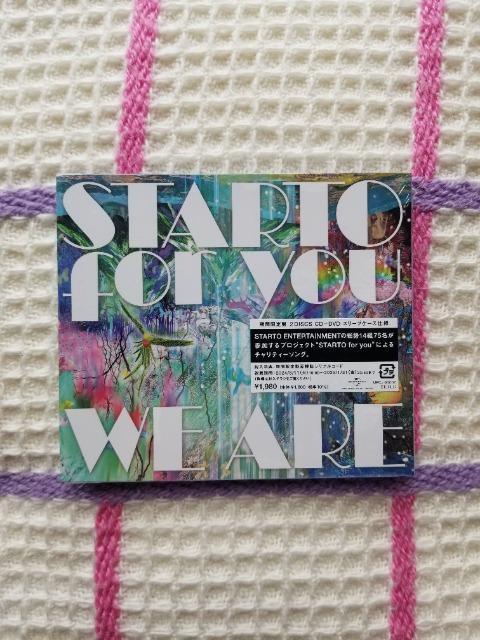 STARTO
for you
期間限定盤 2DISCS CD+DVD スリーブケース仕様
STARTO ENTERTAINMENTの総勢14組75名が
参加するプロジェクト"STARTO for you"による
チャリティーソング。
¥1,980
WE ARE